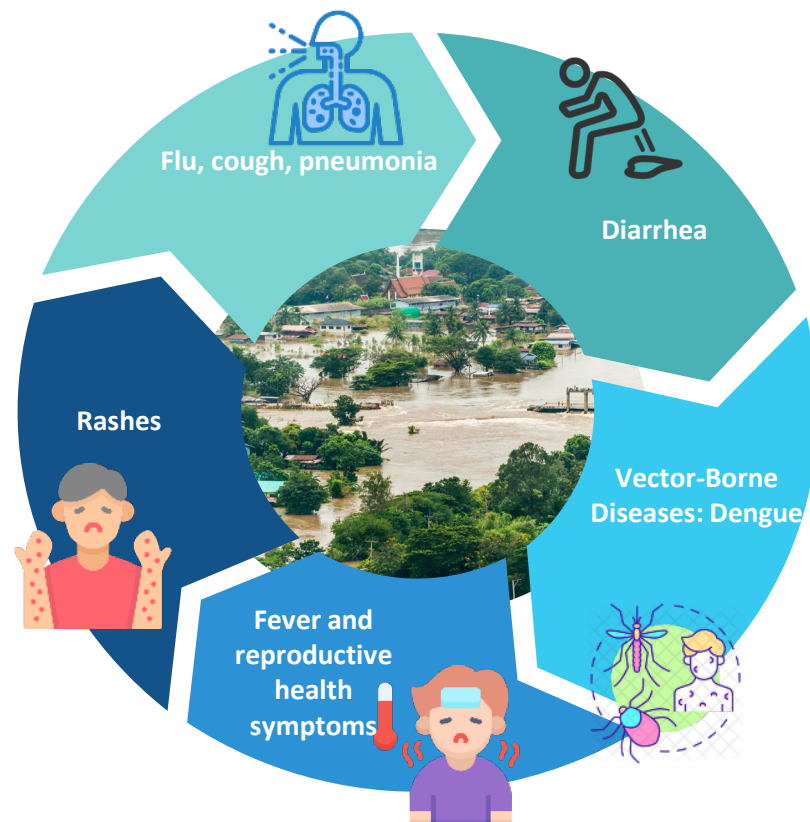 Flu, cough, pneumonia
Diarrhea
Vector-Borne
Diseases: Dengue
Fever and
reproductive
health
symptoms
Rashes